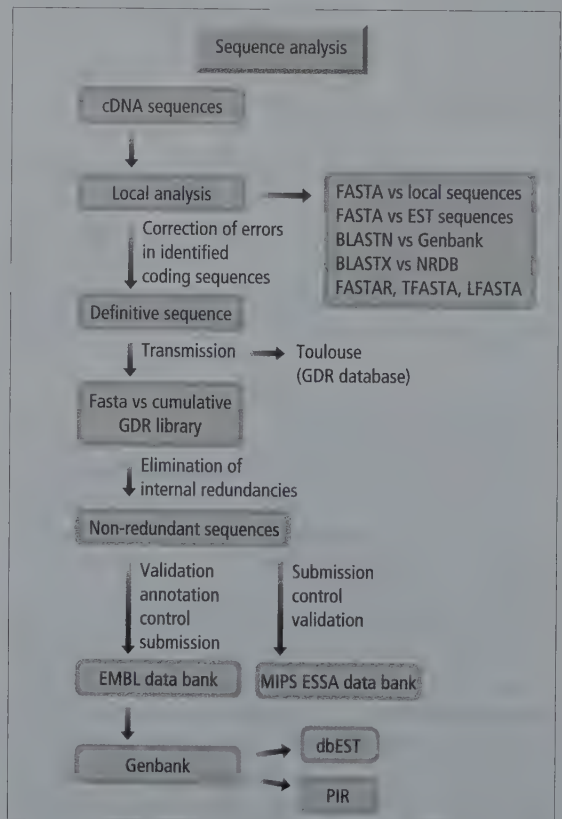 Sequence analysis
cDNA sequences
Local analysis
FASTA vs local sequences
FASTA vs EST sequences
BLASTN vs Genbank
BLASTX vs NRDB
FASTAR, TFASTA, LFASTA
Correction of errors
in identified
coding sequences
Definitive sequence
Transmission
Toulouse
(GDR database)
Fasta vs cumulative
GDR library
Elimination of
internal redundancies
Non-redundant sequences
Validation
annotation
control
submission
Submission
control
validation
EMBL data bank
MIPS ESSA data bank
Genbank
dbEST
PIR